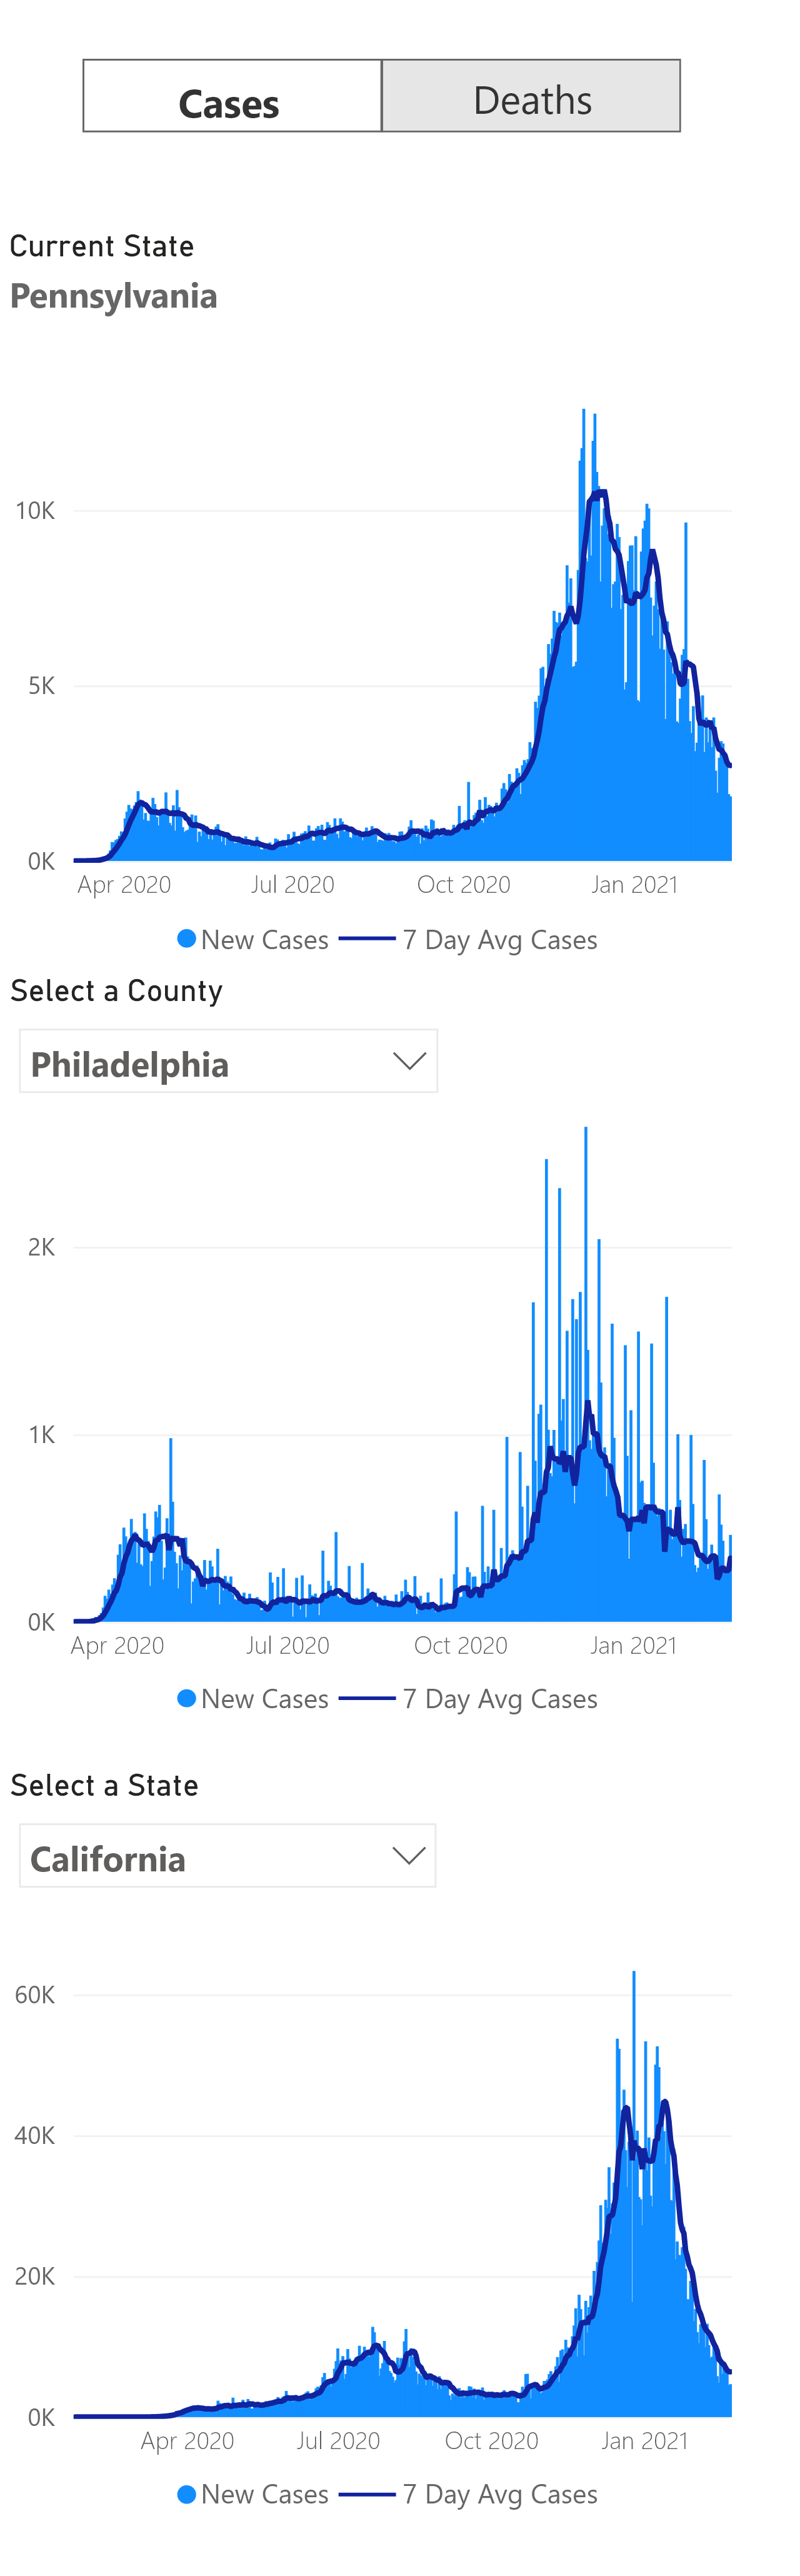 Cases Deaths
Current State
Pennsylvania
10K
5K
0K
Apr 2020 Jul 2020 Oct 2020 Jan 2021
New Cases 7 Day Avg Cases
Select a County
Philadelphia
2K
1K
0K
Apr 2020 Jul 2020 Oct 2020 Jan 2021
New Cases 7 Day Avg Cases
Select a State
California
60K
40K
20K
0K
Apr 2020 Jul 2020 Oct 2020 Jan 2021
New Cases 7 Day Avg Cases